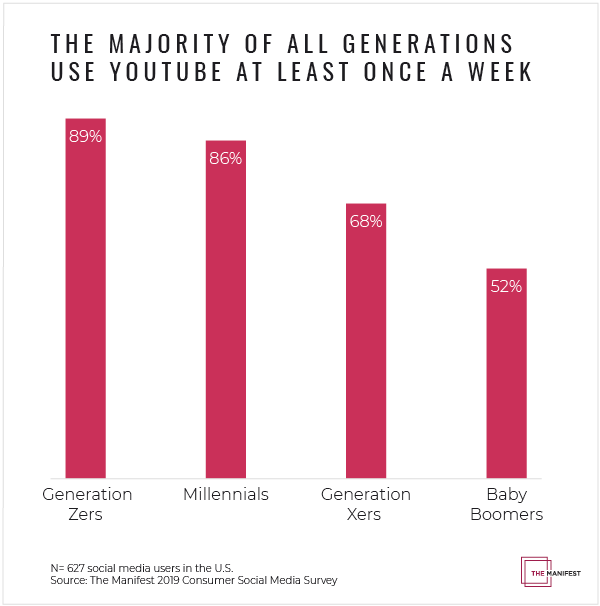 THE MAJORITY OF ALL GENERATIONS
USE YOUTUBE AT LEAST ONCE A WEEK
89%
86%
68%
52%
Generation
Zers
Millennials
Generation
Xers
Baby
Boomers
N= 627 social media users in the U.S.
Source: The Manifest 2019 Consumer Social Media Survey
THE MANIFEST